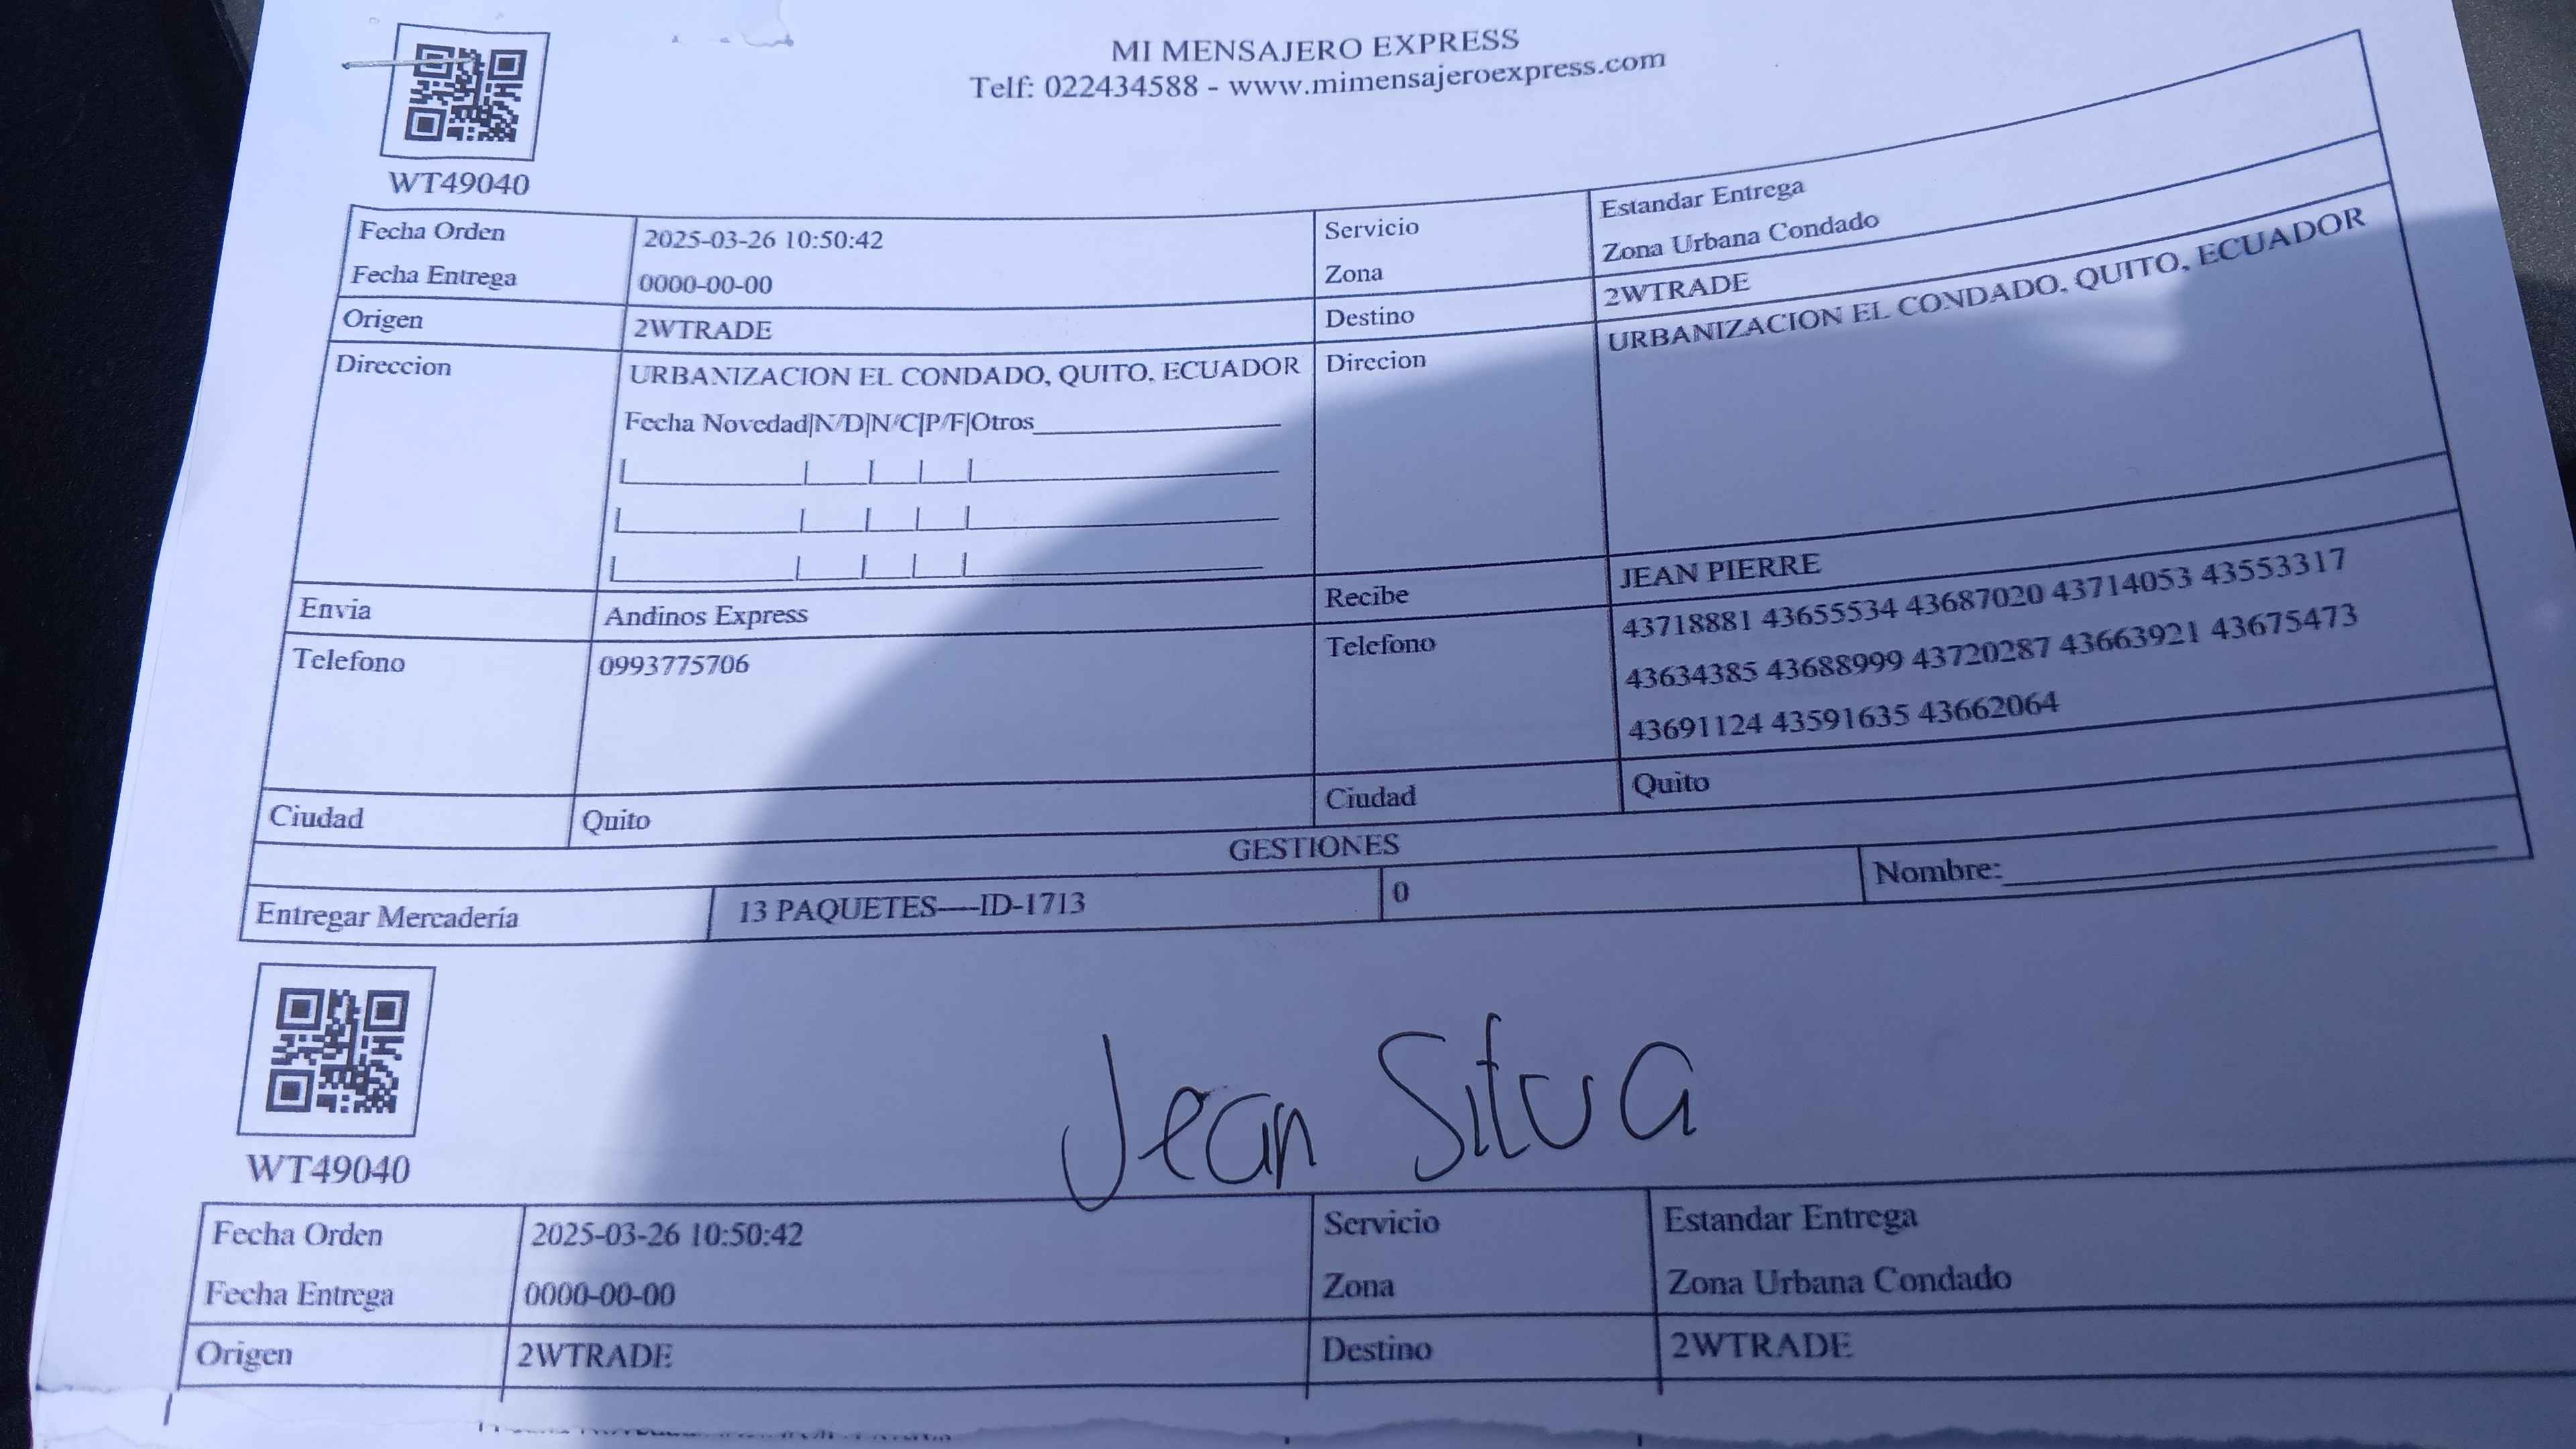 MI MENSAJERO EXPRESS
Telf: 022434588 - www.mimensajeroexpress.com
WT49040
Fecha Orden 2025-03-26 10:50:42 Servicio Estandar Entrega
Fecha Entrega 0000-00-00 Zona Zona Urbana Condado
Origen 2WTRADE Destino 2WTRADE
Direccion URBANIZACION EL CONDADO, QUITO, ECUADOR Direcion URBANIZACION EL CONDADO, QUITO, ECUADOR
Fecha Novedad|N/D|N/C|P/F|Otros
Envia Andinos Express Recibe JEAN PIERRE
Telefono 0993775706 Telefono 43718881 43655534 43687020 43714053 43553317
43634385 43688999 43720287 43663921 43675473
43691124 43591635 43662064
Ciudad Quito Ciudad Quito
GESTIONES
Entregar Mercadería 13 PAQUETES----ID-1713 0 Nombre:
Jean Silva
WT49040
Fecha Orden 2025-03-26 10:50:42 Servicio Estandar Entrega
Fecha Entrega 0000-00-00 Zona Zona Urbana Condado
Origen 2WTRADE Destino 2WTRADE